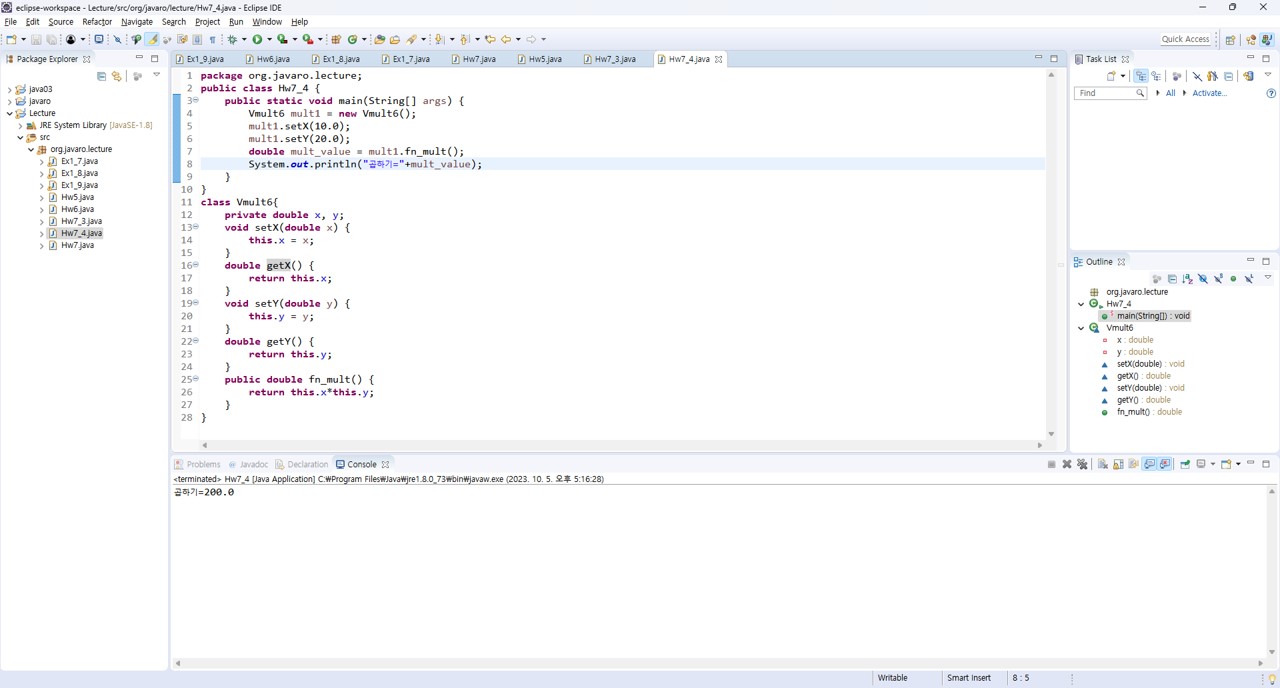 eclipse-workspace - Lecture/src/org/javaro/lecture/Hw7_4.java - Eclipse IDE
File Edit Source Refactor Navigate Search Project Run Window Help
Quick Access
Package Explorer
java03
javaro
Lecture
JRE System Library [JavaSE-1.8]
src
org.javaro.lecture
Ex1_7.java
Ex1_8.java
Ex1_9.java
Hw5.java
Hw6.java
Hw7_3.java
Hw7_4.java
Hw7.java
Ex1_9.java Hw6.java Ex1_8.java Ex1_7.java Hw7.java Hw5.java Hw7_3.java Hw7_4.java
1 package org.javaro.lecture;
2 public class Hw7_4 {
3 public static void main(String[] args) {
4 Vmult6 mult1 = new Vmult6();
5 mult1.setX(10.0);
6 mult1.setY(20.0);
7 double mult_value = mult1.fn_mult();
8 System.out.println("곱하기="+mult_value);
9 }
10 }
11 class Vmult6{
12 private double x, y;
13 void setX(double x) {
14 this.x = x;
15 }
16 double getX() {
17 return this.x;
18 }
19 void setY(double y) {
20 this.y = y;
21 }
22 double getY() {
23 return this.y;
24 }
25 public double fn_mult() {
26 return this.x*this.y;
27 }
28 }
Task List
Find All Activate...
Outline
org.javaro.lecture
Hw7_4
main(String[]) : void
Vmult6
x : double
y : double
setX(double) : void
getX() : double
setY(double) : void
getY() : double
fn_mult() : double
Problems Javadoc Declaration Console
<terminated> Hw7_4 [Java Application] C:₩Program Files₩Java₩jre1.8.0_73₩bin₩javaw.exe (2023. 10. 5. 오후 5:16:28)
곱하기=200.0
Writable Smart Insert 8 : 5